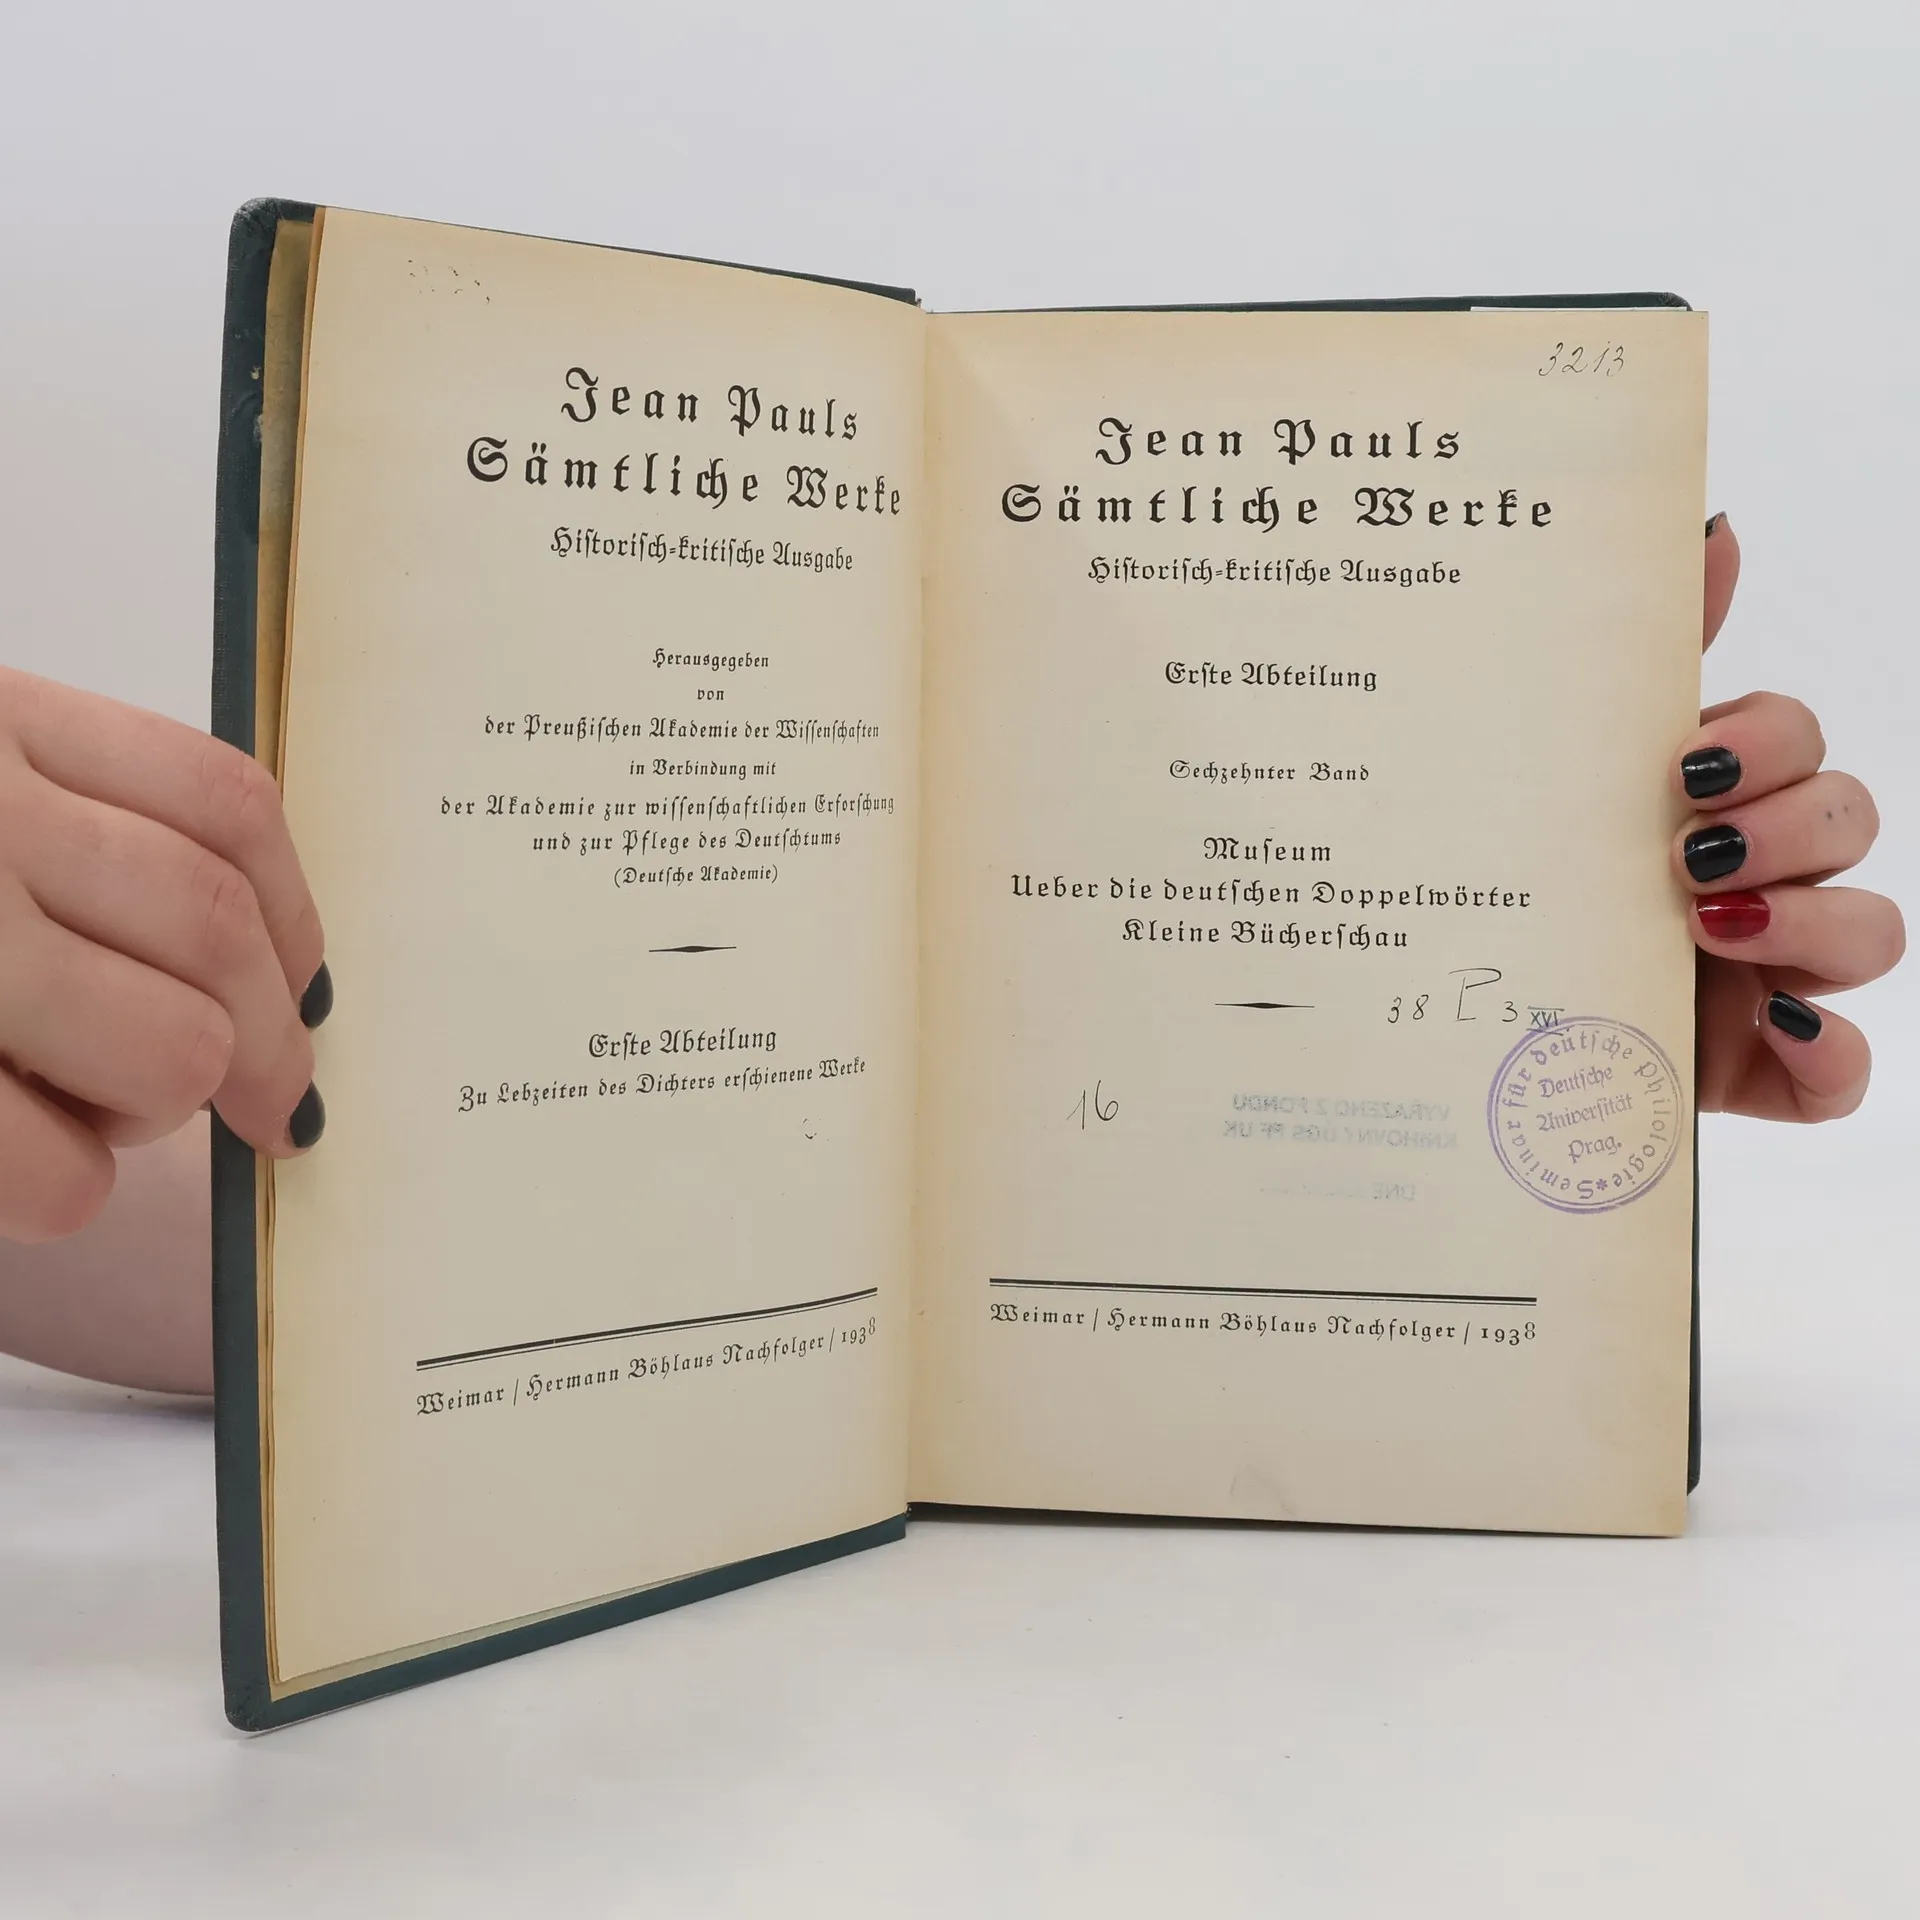 Jean Pauls
Sämtliche Werke
Hiſtoriſch-kritiſche Ausgabe
Herausgegeben
von
der Preußiſchen Akademie der Wiſſenſchaften
in Verbindung mit
der Akademie zur wiſſenſchaftlichen Erforſchung
und zur Pflege des Deutſchtums
(Deutſche Akademie)
Erſte Abteilung
Zu Lebzeiten des Dichters erſchienene Werke
Weimar / Hermann Böhlaus Nachfolger / 1938
3213
Jean Pauls
Sämtliche Werke
Hiſtoriſch-kritiſche Ausgabe
Erſte Abteilung
Sechzehnter Band
Muſeum
Ueber die deutſchen Doppelwörter
Kleine Bücherſchau
38 P 3 XVI
16
Seminar für deutſche Philologie *
Deutſche
Univerſität
Prag.
VYŘAZENO Z FONDU
KNIHOVNY ÚGS FF UK
DNE
Weimar / Hermann Böhlaus Nachfolger / 1938